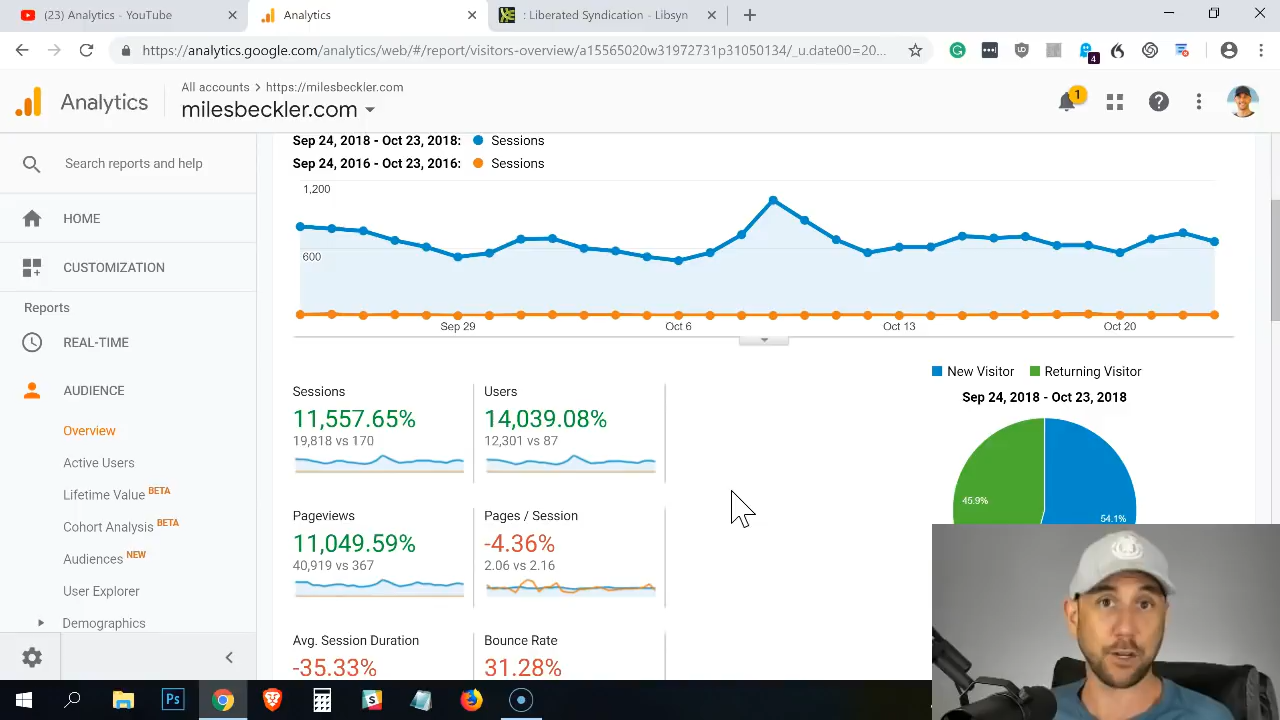 (23) Analytics - YouTube
Analytics
: Liberated Syndication - Libsyn
https://analytics.google.com/analytics/web/#/report/visitors-overview/a15565020w31972731p31050134/_u.date00=20...
4
Analytics
All accounts > https://milesbeckler.com
milesbeckler.com
1
Search reports and help
HOME
CUSTOMIZATION
Reports
REAL-TIME
AUDIENCE
Overview
Active Users
Lifetime Value BETA
Cohort Analysis BETA
Audiences NEW
User Explorer
Demographics
Sep 24, 2018 - Oct 23, 2018: Sessions
Sep 24, 2016 - Oct 23, 2016: Sessions
1,200
600
Sep 29
Oct 6
Oct 13
Oct 20
Sessions
11,557.65%
19,818 vs 170
Users
14,039.08%
12,301 vs 87
Pageviews
11,049.59%
40,919 vs 367
Pages / Session
-4.36%
2.06 vs 2.16
Avg. Session Duration
-35.33%
Bounce Rate
31.28%
New Visitor
Returning Visitor
Sep 24, 2018 - Oct 23, 2018
45.9%
54.1%
Ps